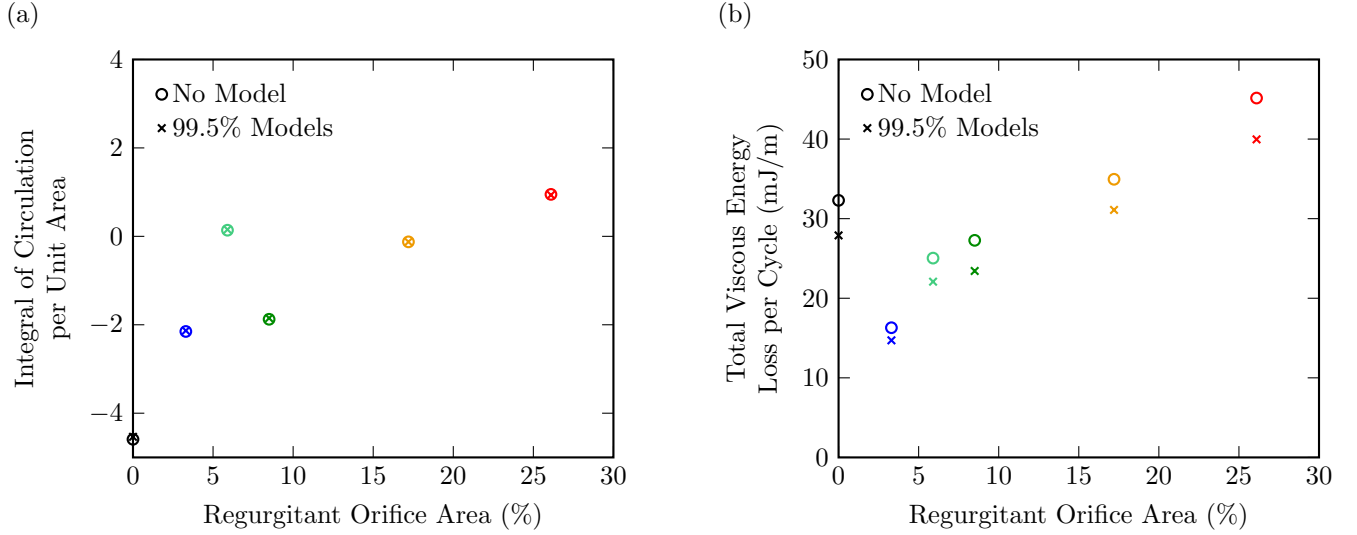 (a)
4
2
0
−2
−4
0 5 10 15 20 25 30
Integral of Circulation
per Unit Area
Regurgitant Orifice Area (%)
No Model
99.5% Models
(b)
50
40
30
20
10
0
0 5 10 15 20 25 30
Total Viscous Energy
Loss per Cycle (mJ/m)
Regurgitant Orifice Area (%)
No Model
99.5% Models